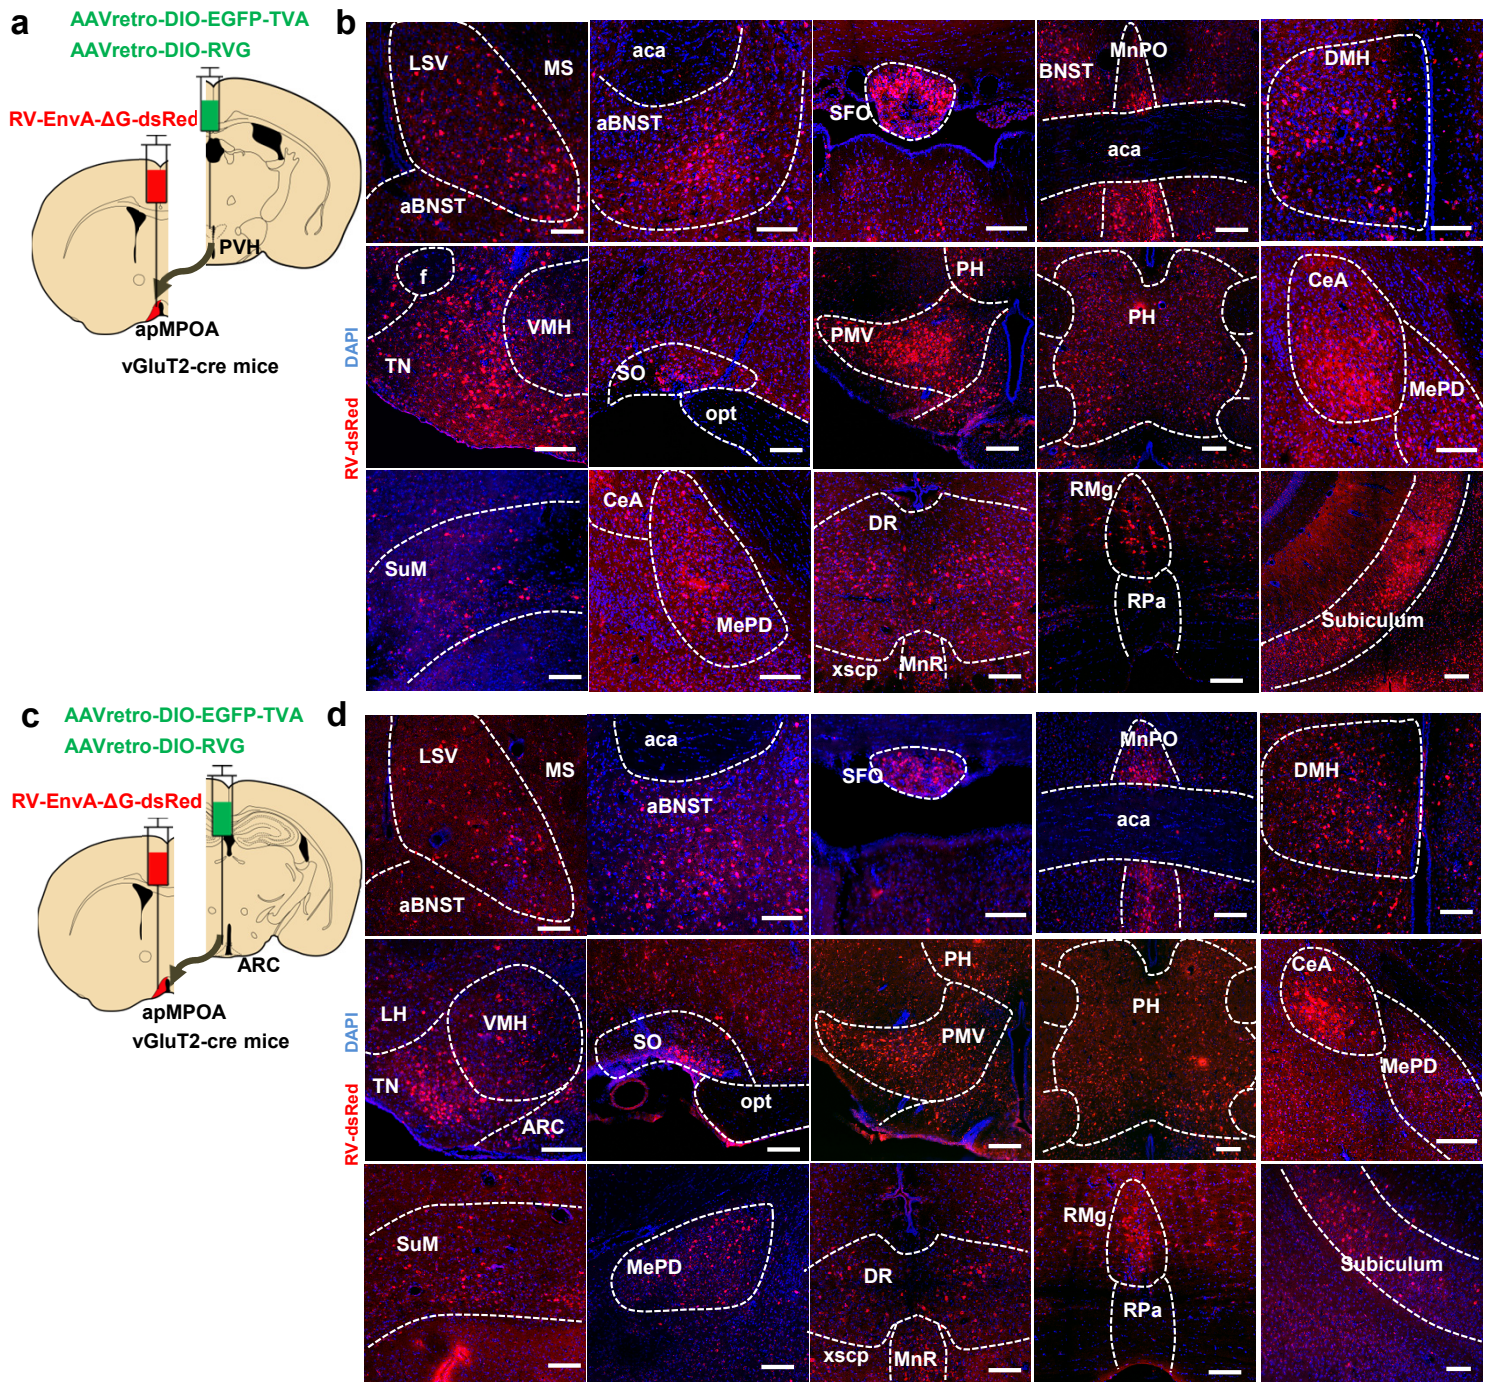 a
AAVretro-DIO-EGFP-TVA
AAVretro-DIO-RVG
RV-EnvA-ΔG-dsRed
PVH
apMPOA
vGluT2-cre mice
b
RV-dsRed DAPI
LSV
MS
aBNST
aca
aBNST
SFO
MnPO
BNST
aca
DMH
f
VMH
TN
SO
opt
PH
PMV
PH
CeA
MePD
SuM
CeA
MePD
DR
xscp
MnR
RMg
RPa
Subiculum
c
AAVretro-DIO-EGFP-TVA
AAVretro-DIO-RVG
RV-EnvA-ΔG-dsRed
ARC
apMPOA
vGluT2-cre mice
d
RV-dsRed DAPI
LSV
MS
aBNST
aca
aBNST
SFO
MnPO
aca
DMH
LH
VMH
TN
ARC
SO
opt
PH
PMV
PH
CeA
MePD
SuM
MePD
DR
xscp
MnR
RMg
RPa
Subiculum